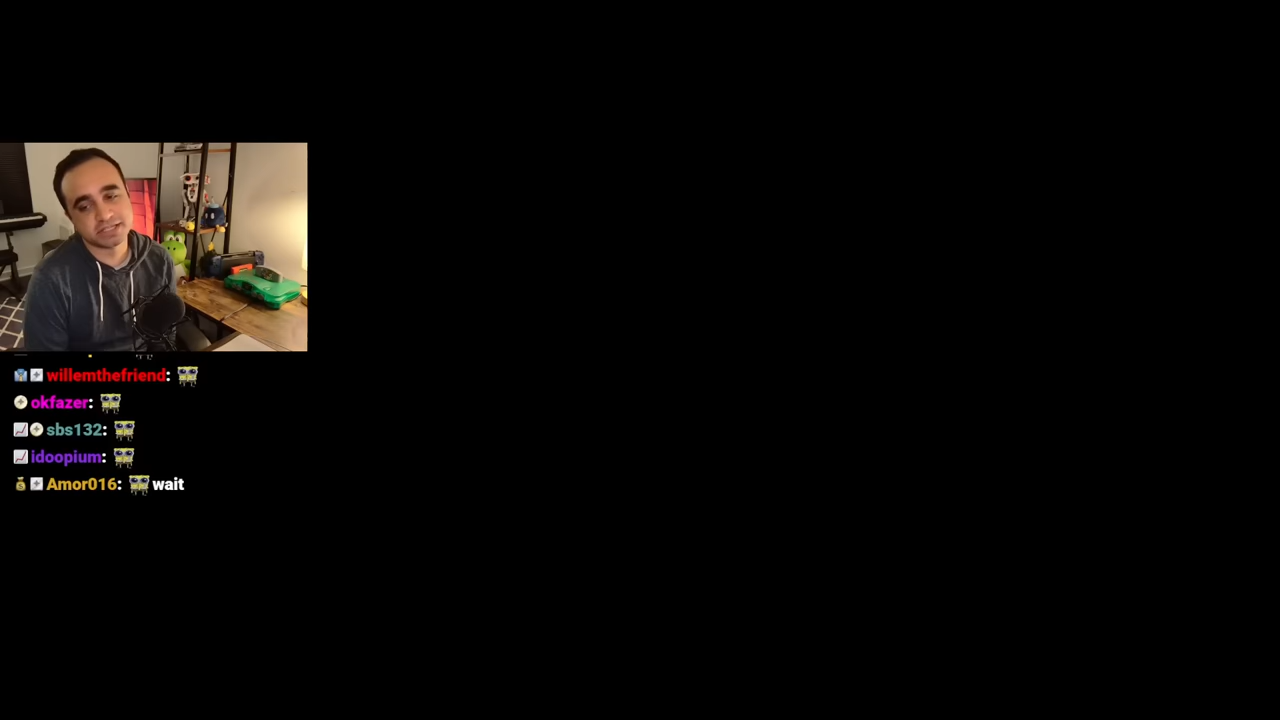 willemthefriend:
okfazer:
sbs132:
idoopium:
Amor016: wait